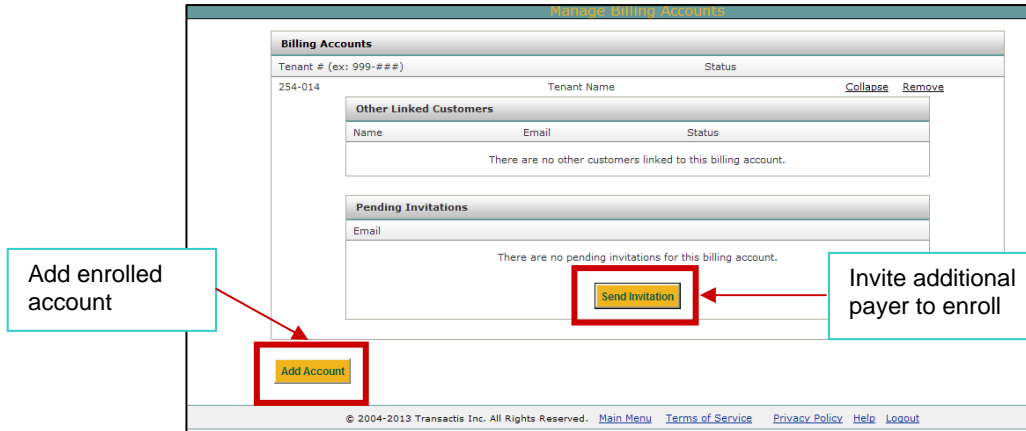 Manage Billing Accounts
Billing Accounts
Tenant # (ex: 999-###) Status
254-014 Tenant Name Collapse Remove
Other Linked Customers
Name Email Status
There are no other customers linked to this billing account.
Pending Invitations
Email
There are no pending invitations for this billing account.
Send Invitation
Add enrolled
account
Invite additional
payer to enroll
Add Account
© 2004-2013 Transactis Inc. All Rights Reserved. Main Menu Terms of Service Privacy Policy Help Logout